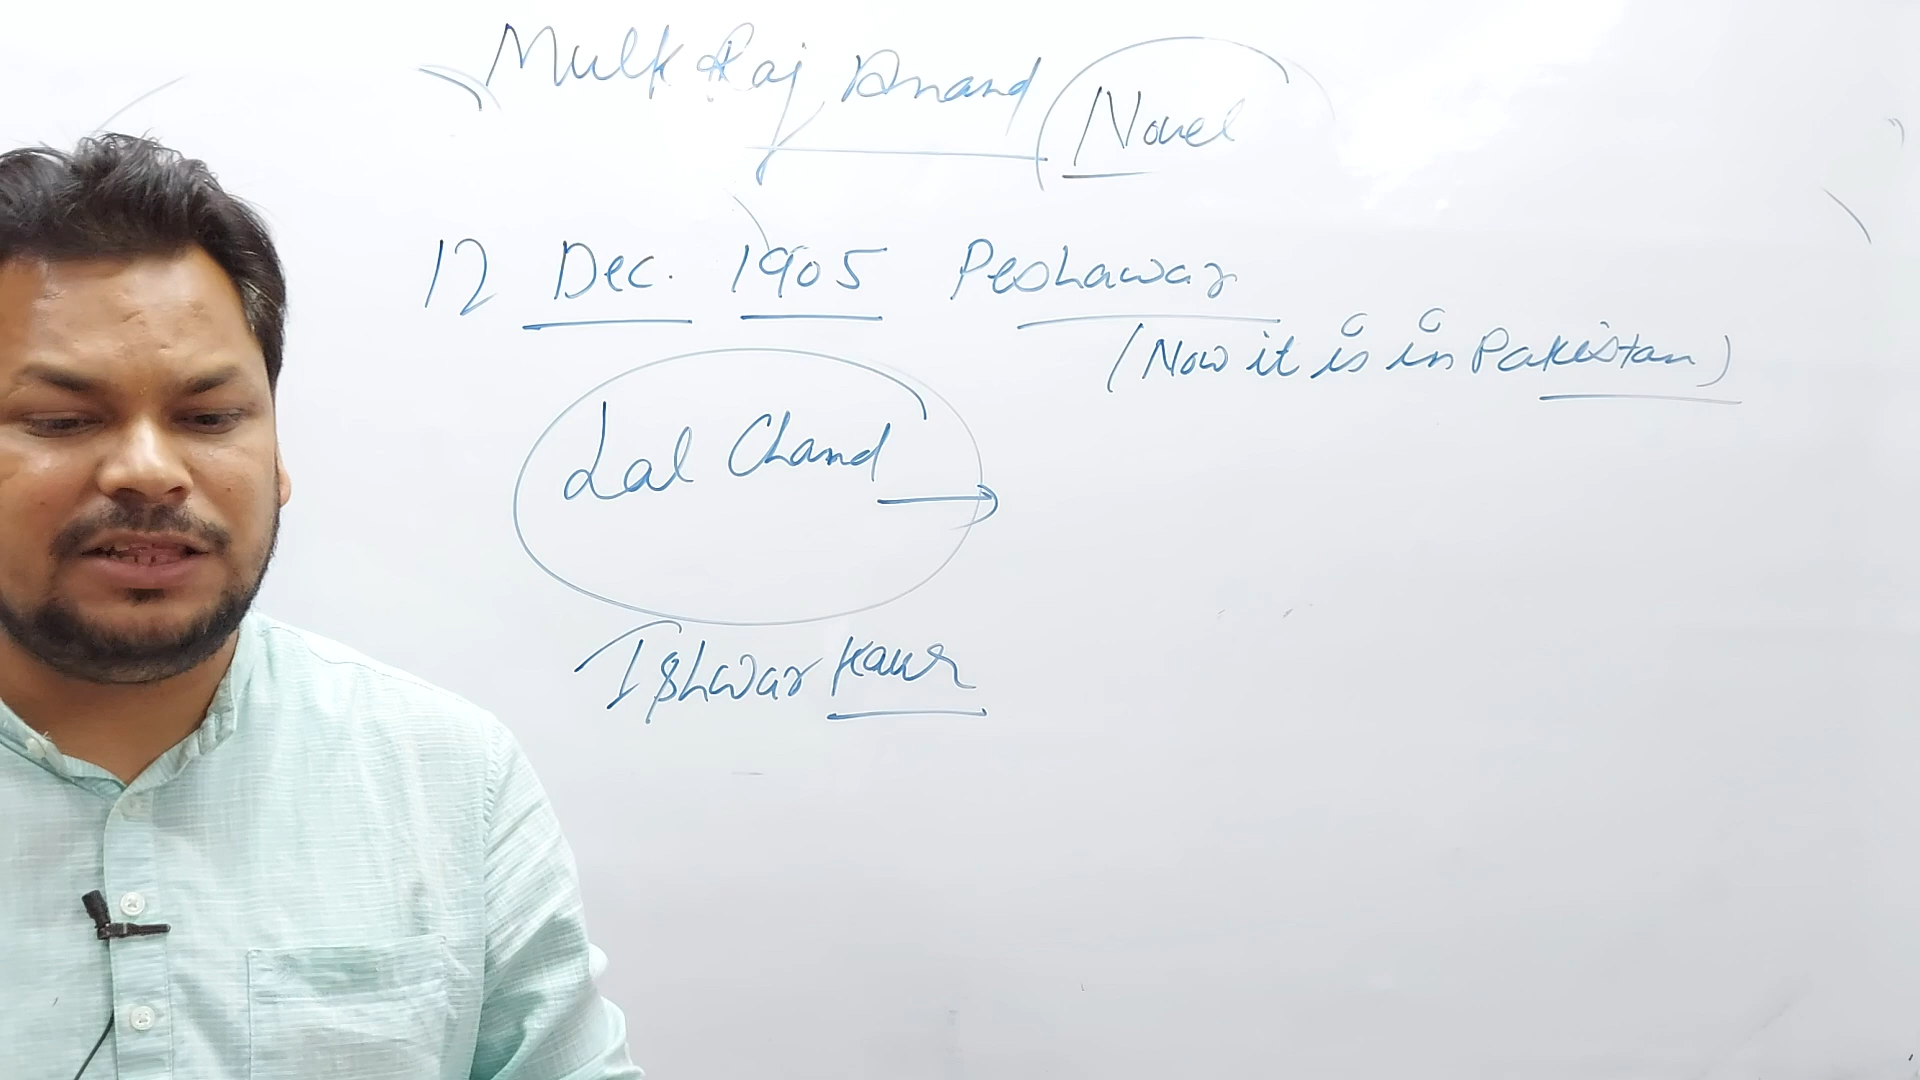 Mulk Raj Anand Novel
12 Dec. 1905 Peshawar
(Now it is in Pakistan)
Lal Chand
Ishwar Kaur